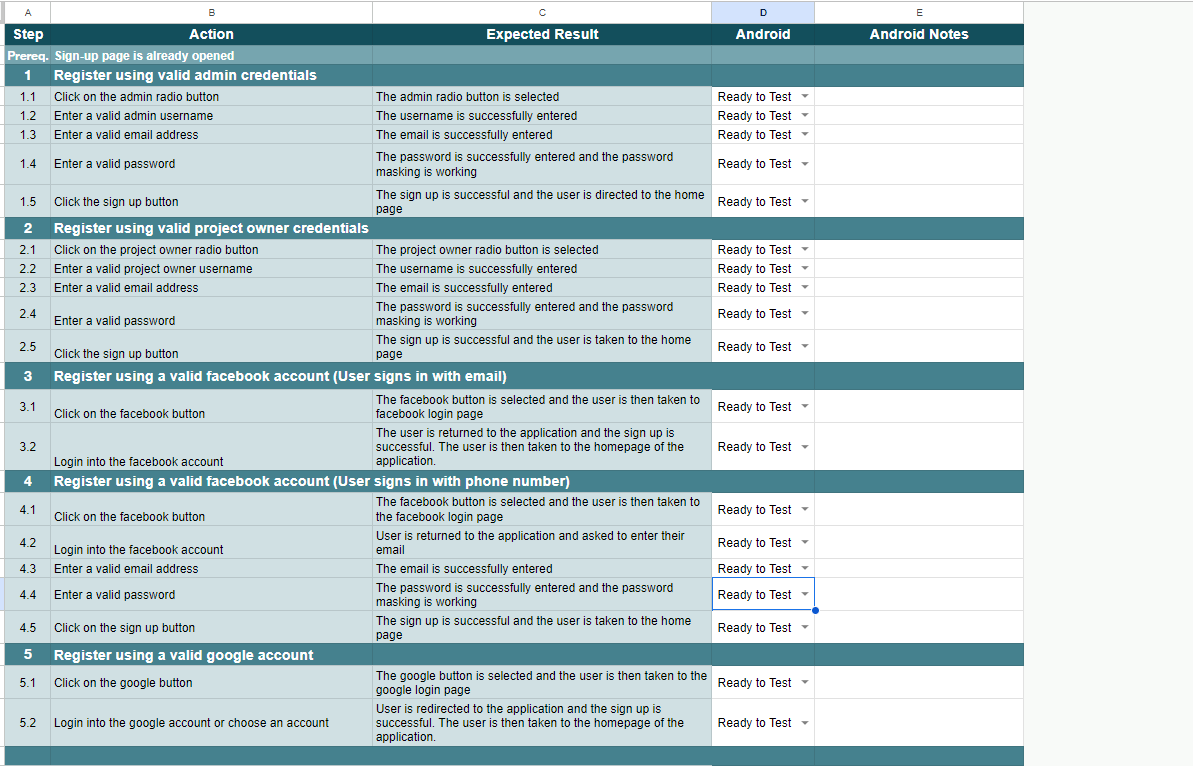 A B C D E
Step Action Expected Result Android Android Notes
Prereq. Sign-up page is already opened
1 Register using valid admin credentials
1.1 Click on the admin radio button The admin radio button is selected Ready to Test
1.2 Enter a valid admin username The username is successfully entered Ready to Test
1.3 Enter a valid email address The email is successfully entered Ready to Test
1.4 Enter a valid password The password is successfully entered and the password
masking is working Ready to Test
1.5 Click the sign up button The sign up is successful and the user is directed to the home
page Ready to Test
2 Register using valid project owner credentials
2.1 Click on the project owner radio button The project owner radio button is selected Ready to Test
2.2 Enter a valid project owner username The username is successfully entered Ready to Test
2.3 Enter a valid email address The email is successfully entered Ready to Test
2.4 Enter a valid password The password is successfully entered and the password
masking is working Ready to Test
2.5 Click the sign up button The sign up is successful and the user is taken to the home
page Ready to Test
3 Register using a valid facebook account (User signs in with email)
3.1 Click on the facebook button The facebook button is selected and the user is then taken to
facebook login page Ready to Test
3.2 Login into the facebook account The user is returned to the application and the sign up is
successful. The user is then taken to the homepage of the
application. Ready to Test
4 Register using a valid facebook account (User signs in with phone number)
4.1 Click on the facebook button The facebook button is selected and the user is then taken to
the facebook login page Ready to Test
4.2 Login into the facebook account User is returned to the application and asked to enter their
email Ready to Test
4.3 Enter a valid email address The email is successfully entered Ready to Test
4.4 Enter a valid password The password is successfully entered and the password
masking is working Ready to Test
4.5 Click on the sign up button The sign up is successful and the user is taken to the home
page Ready to Test
5 Register using a valid google account
5.1 Click on the google button The google button is selected and the user is then taken to the
google login page Ready to Test
5.2 Login into the google account or choose an account User is redirected to the application and the sign up is
successful. The user is then taken to the homepage of the
application. Ready to Test